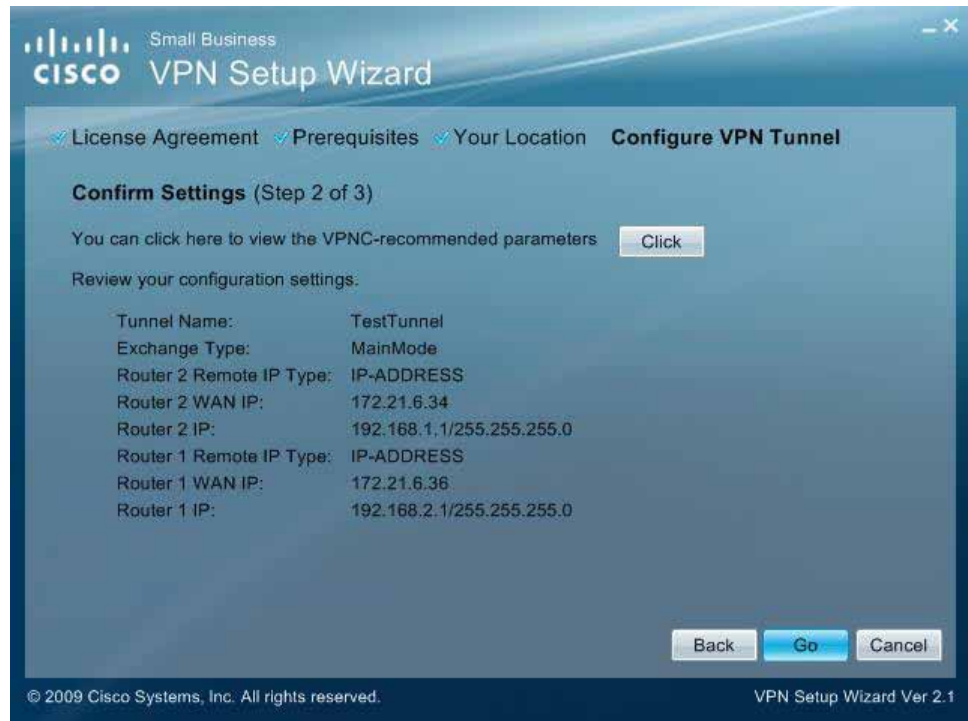 Small Business
CISCO VPN Setup Wizard
License Agreement Prerequisites Your Location Configure VPN Tunnel
Confirm Settings (Step 2 of 3)
You can click here to view the VPNC-recommended parameters Click
Review your configuration settings.
Tunnel Name: TestTunnel
Exchange Type: MainMode
Router 2 Remote IP Type: IP-ADDRESS
Router 2 WAN IP: 172.21.6.34
Router 2 IP: 192.168.1.1/255.255.255.0
Router 1 Remote IP Type: IP-ADDRESS
Router 1 WAN IP: 172.21.6.36
Router 1 IP: 192.168.2.1/255.255.255.0
Back Go Cancel
© 2009 Cisco Systems, Inc. All rights reserved. VPN Setup Wizard Ver 2.1